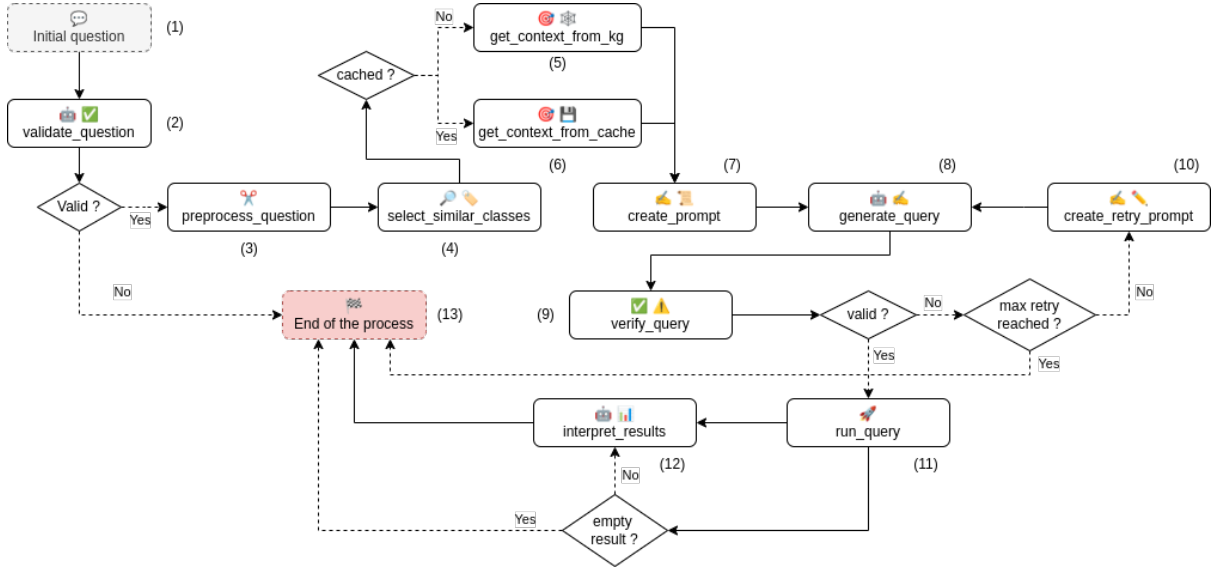 Initial question
(1)
validate_question
(2)
Valid ?
Yes
No
preprocess_question
(3)
select_similar_classes
(4)
cached ?
No
Yes
get_context_from_kg
(5)
get_context_from_cache
(6)
create_prompt
(7)
generate_query
(8)
create_retry_prompt
(10)
verify_query
(9)
valid ?
No
Yes
max retry
reached ?
No
Yes
run_query
(11)
interpret_results
(12)
empty
result ?
No
Yes
End of the process
(13)